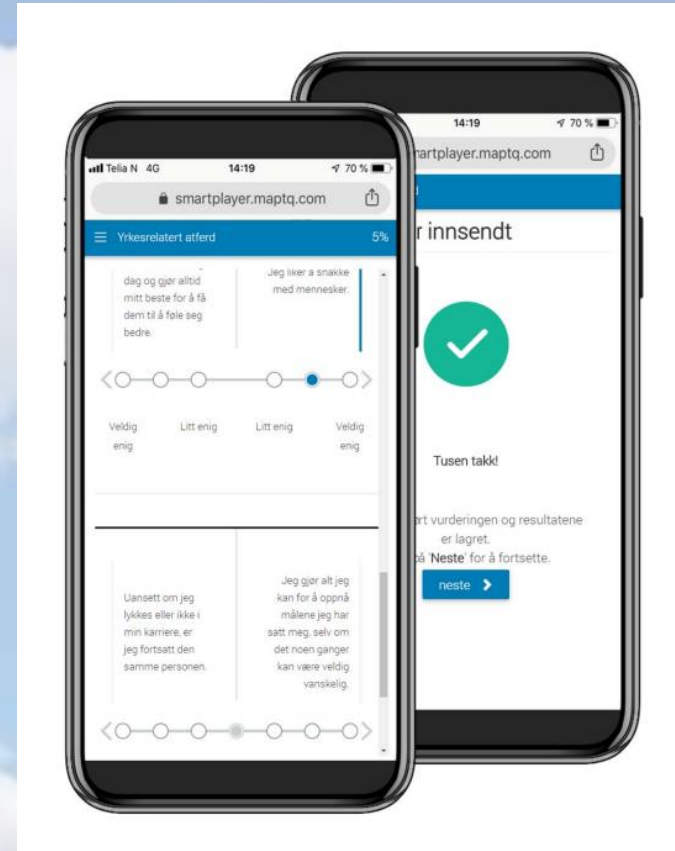 Telia N 4G 14:19 70 %
smartplayer.maptq.com
Yrkesrelatert atferd 5%
dag og gjør alltid
mitt beste for å få
dem til å føle seg
bedre.
Jeg liker å snakke
med mennesker.
Veldig
enig
Litt enig
Litt enig
Veldig
enig
Uansett om jeg
lykkes eller ikke i
min karriere, er
jeg fortsatt den
samme personen.
Jeg gjør alt jeg
kan for å oppnå
målene jeg har
satt meg, selv om
det noen ganger
kan være veldig
vanskelig.
14:19 70 %
artplayer.maptq.com
innsendt
Tusen takk!
vurderingen og resultatene
er lagret.
'Neste' for å fortsette.
neste